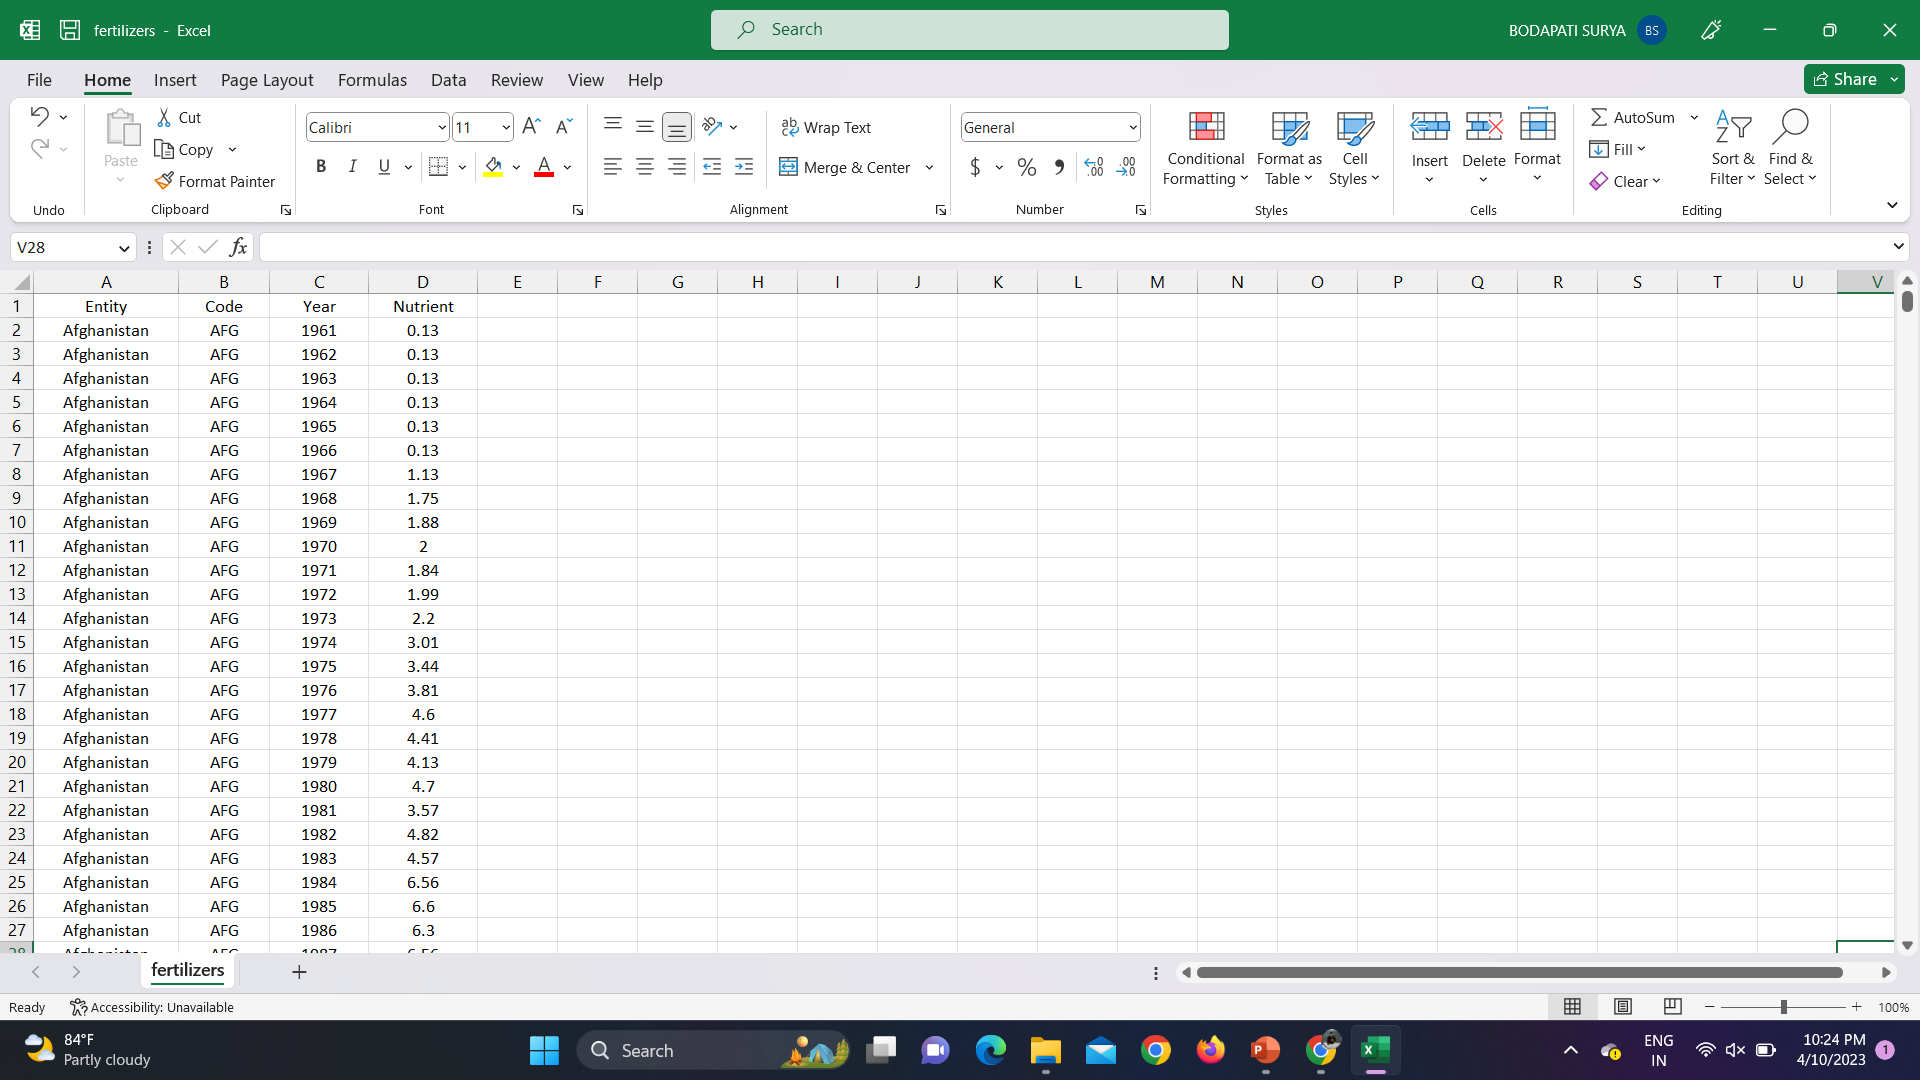 fertilizers - Excel
Search
BODAPATI SURYA BS
File Home Insert Page Layout Formulas Data Review View Help
Share
Paste
Cut
Copy
Format Painter
Calibri 11
B I U A
Wrap Text
Merge & Center
General
$ % 9
Conditional Formatting
Format as Table
Cell Styles
Insert
Delete
Format
AutoSum
Fill
Clear
Sort & Filter
Find & Select
Undo Clipboard Font Alignment Number Styles Cells Editing
V28 fx
A B C D E F G H I J K L M N O P Q R S T U V
1 Entity Code Year Nutrient
2 Afghanistan AFG 1961 0.13
3 Afghanistan AFG 1962 0.13
4 Afghanistan AFG 1963 0.13
5 Afghanistan AFG 1964 0.13
6 Afghanistan AFG 1965 0.13
7 Afghanistan AFG 1966 0.13
8 Afghanistan AFG 1967 1.13
9 Afghanistan AFG 1968 1.75
10 Afghanistan AFG 1969 1.88
11 Afghanistan AFG 1970 2
12 Afghanistan AFG 1971 1.84
13 Afghanistan AFG 1972 1.99
14 Afghanistan AFG 1973 2.2
15 Afghanistan AFG 1974 3.01
16 Afghanistan AFG 1975 3.44
17 Afghanistan AFG 1976 3.81
18 Afghanistan AFG 1977 4.6
19 Afghanistan AFG 1978 4.41
20 Afghanistan AFG 1979 4.13
21 Afghanistan AFG 1980 4.7
22 Afghanistan AFG 1981 3.57
23 Afghanistan AFG 1982 4.82
24 Afghanistan AFG 1983 4.57
25 Afghanistan AFG 1984 6.56
26 Afghanistan AFG 1985 6.6
27 Afghanistan AFG 1986 6.3
28 Afghanistan AFG 1987 6.56
fertilizers
Ready Accessibility: Unavailable 100%
84°F
Partly cloudy
Search
ENG
IN
10:24 PM
4/10/2023
1